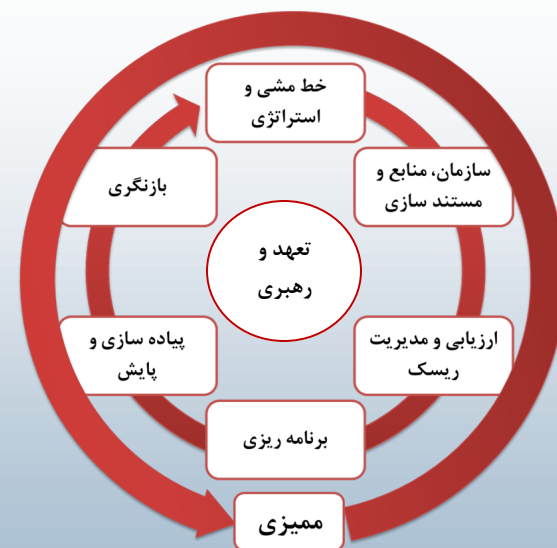 خط مشی و
استراتژی
سازمان، منابع و
مستند سازی
ارزیابی و مدیریت
ریسک
برنامه ریزی
پیاده سازی و
پایش
بازنگری
تعهد و
رهبری
ممیزی